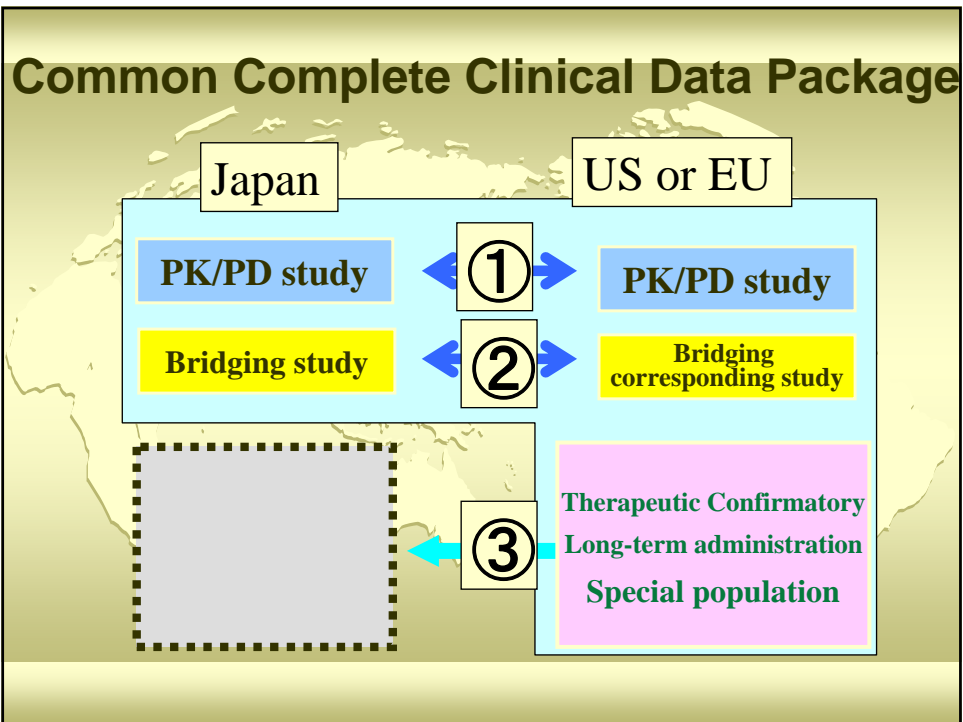 Common Complete Clinical Data Package
Japan
US or EU
PK/PD study
①
PK/PD study
Bridging study
②
Bridging
corresponding study
③
Therapeutic Confirmatory
Long-term administration
Special population